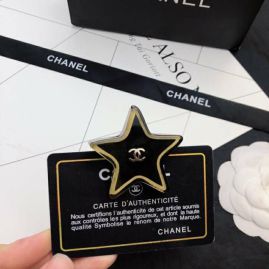 CHANEL
ALSO
CHANEL
CHANEL
CARTE D'AUTHENTICITÉ
Nous certifions l'authenticité de cet article soumis
aux contrôles les plus rigoureux, et dont la haute
qualité Symbolise le renom de notre Marque.
CHANEL